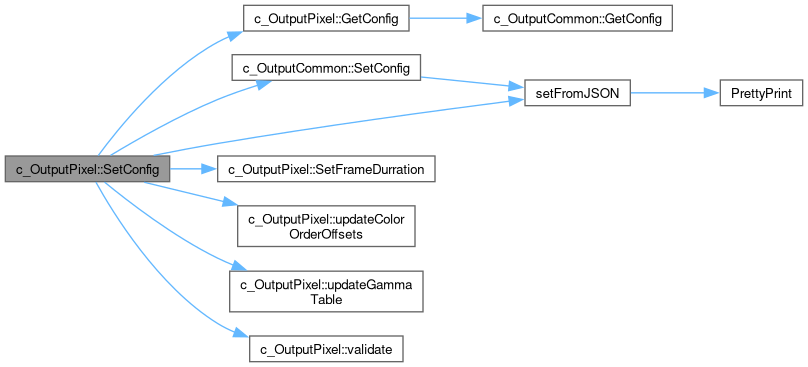 c_OutputPixel::SetConfig
c_OutputPixel::GetConfig
c_OutputCommon::GetConfig
c_OutputCommon::SetConfig
setFromJSON
PrettyPrint
c_OutputPixel::SetFrameDurration
c_OutputPixel::updateColor
OrderOffsets
c_OutputPixel::updateGamma
Table
c_OutputPixel::validate